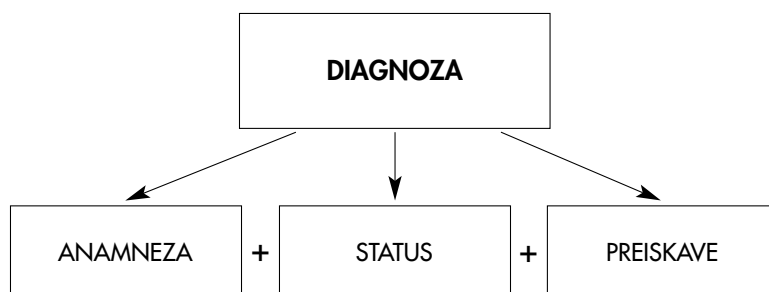 DIAGNOZA
ANAMNEZA + STATUS + PREISKAVE